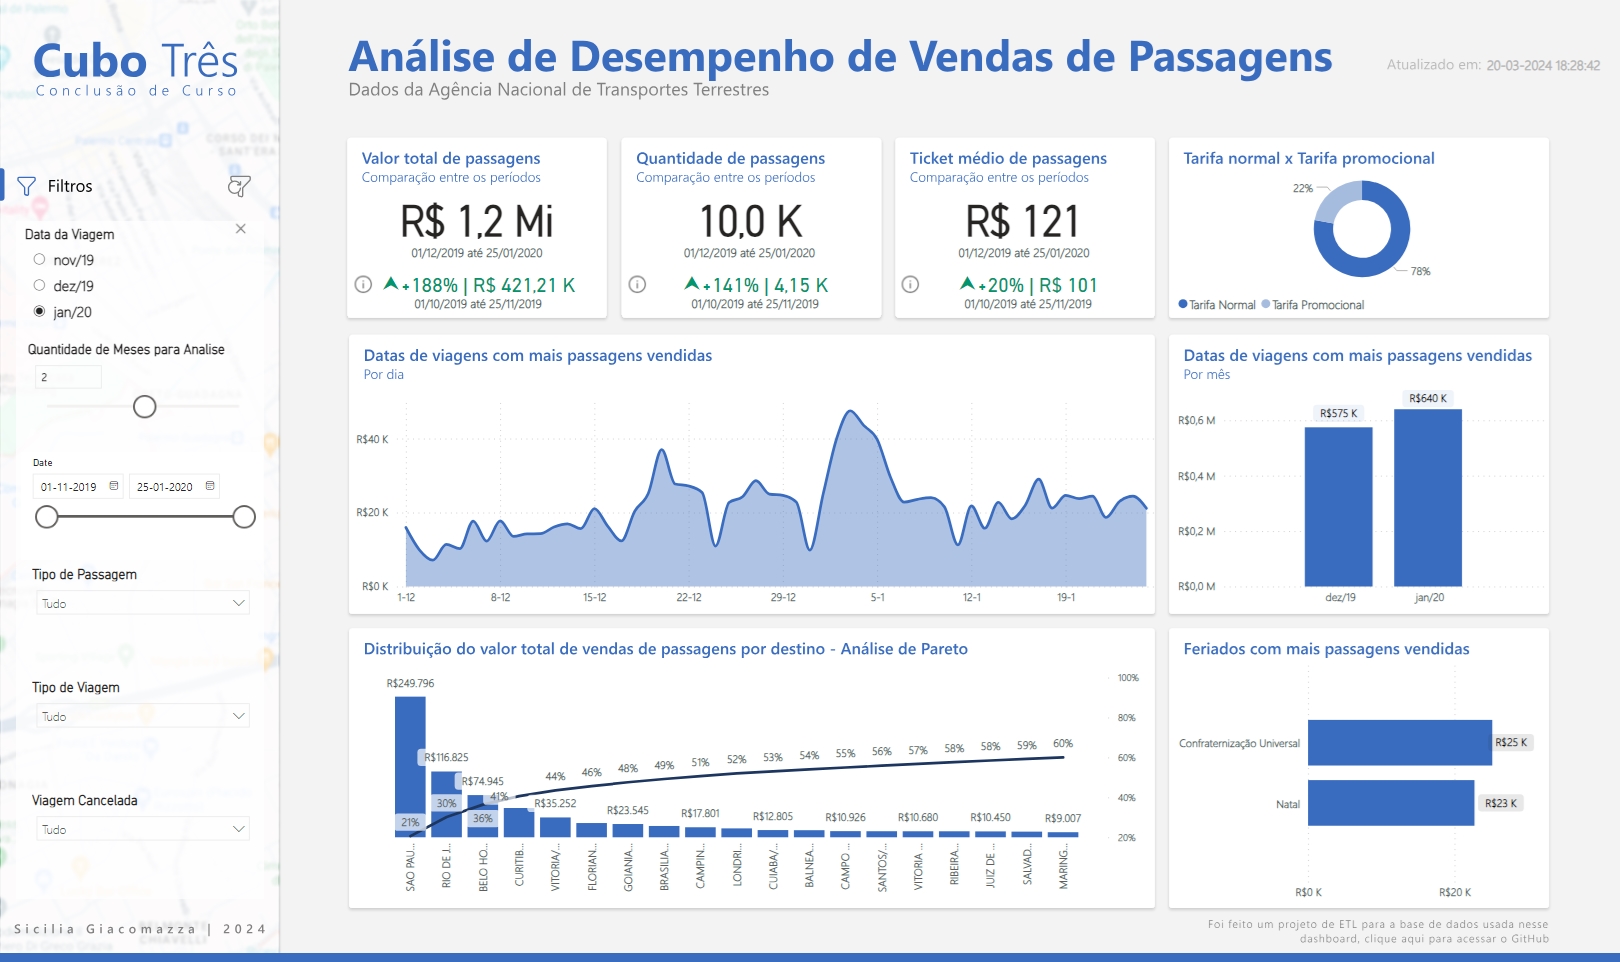 Cubo Três
Conclusão de Curso
Análise de Desempenho de Vendas de Passagens
Dados da Agência Nacional de Transportes Terrestres
Atualizado em: 20-03-2024 18:28:42
Filtros
Data da Viagem
nov/19
dez/19
jan/20
Quantidade de Meses para Analise
2
Date
01-11-2019 25-01-2020
Tipo de Passagem
Tudo
Tipo de Viagem
Tudo
Viagem Cancelada
Tudo
Sicilia Giacomazza | 2024
Valor total de passagens
Comparação entre os períodos
R$ 1,2 Mi
01/12/2019 até 25/01/2020
+188% | R$ 421,21 K
01/10/2019 até 25/11/2019
Quantidade de passagens
Comparação entre os períodos
10,0 K
01/12/2019 até 25/01/2020
+141% | 4,15 K
01/10/2019 até 25/11/2019
Ticket médio de passagens
Comparação entre os períodos
R$ 121
01/12/2019 até 25/01/2020
+20% | R$ 101
01/10/2019 até 25/11/2019
Tarifa normal x Tarifa promocional
22%
78%
Tarifa Normal Tarifa Promocional
Datas de viagens com mais passagens vendidas
Por dia
R$40 K
R$20 K
R$0 K
1-12 8-12 15-12 22-12 29-12 5-1 12-1 19-1
Datas de viagens com mais passagens vendidas
Por mês
R$0,6 M
R$0,4 M
R$0,2 M
R$0,0 M
R$575 K
R$640 K
dez/19 jan/20
Distribuição do valor total de vendas de passagens por destino - Análise de Pareto
R$249.796
R$116.825
R$74.945
R$35.252
R$23.545
R$17.801
R$12.805
R$10.926
R$10.680
R$10.450
R$9.007
21% 30% 36% 41% 44% 46% 48% 49% 51% 52% 53% 54% 55% 56% 57% 58% 58% 59% 60%
100%
80%
60%
40%
20%
SAO PAU...
RIO DE J...
BELO HO...
CURITIB...
VITORIA/...
FLORIAN...
GOIANIA...
BRASILIA...
CAMPIN...
LONDRI...
CUIABA/...
BALNEA...
CAMPO ...
SANTOS/...
VITORIA ...
RIBEIRA...
JUIZ DE ...
SALVAD...
MARING...
Feriados com mais passagens vendidas
Confraternização Universal
R$25 K
Natal
R$23 K
R$0 K R$20 K
Foi feito um projeto de ETL para a base de dados usada nesse
dashboard, clique aqui para acessar o GitHub